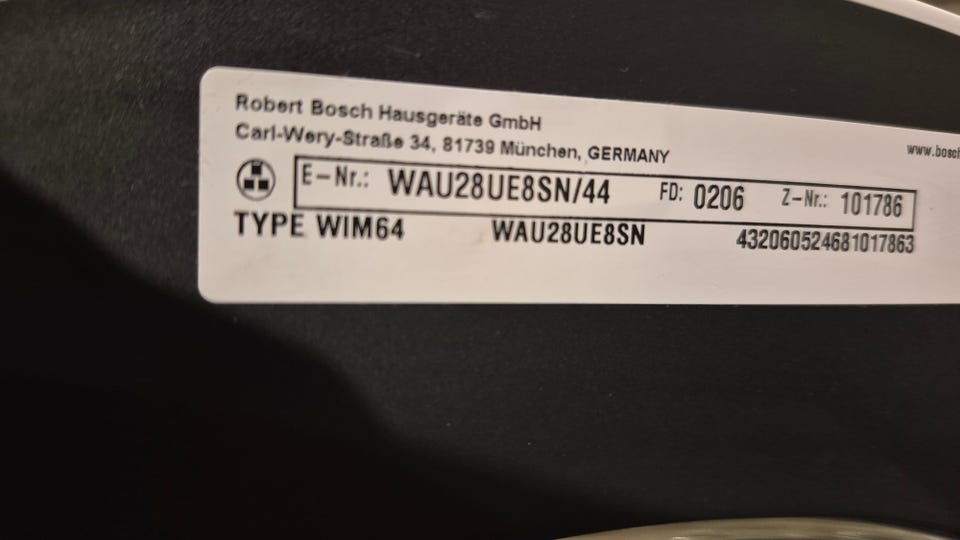 Robert Bosch Hausgeräte GmbH
Carl-Wery-Straße 34, 81739 München, GERMANY
www.bosch
E-Nr.: WAU28UE8SN/44 FD: 0206 Z-Nr.: 101786
TYPE WIM64 WAU28UE8SN 432060524681017863